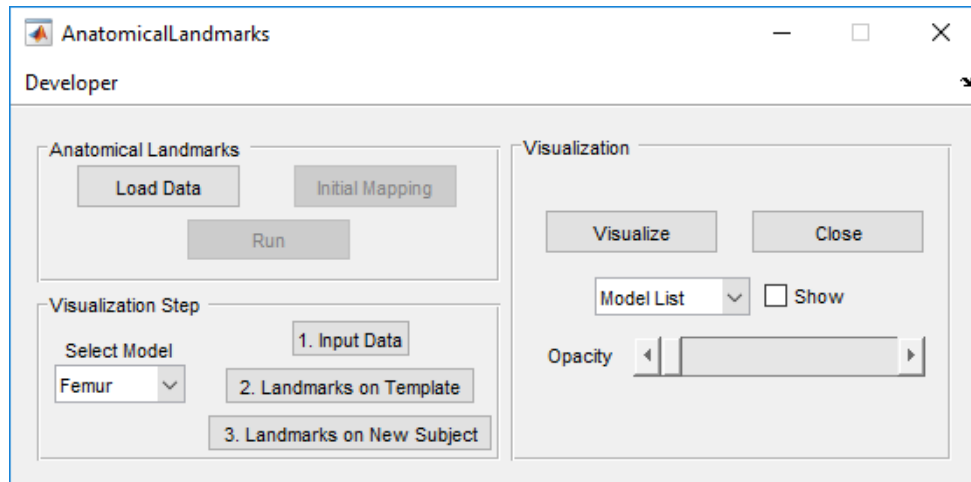 AnatomicalLandmarks
Developer
Anatomical Landmarks
Load Data
Initial Mapping
Run
Visualization Step
Select Model
Femur
1. Input Data
2. Landmarks on Template
3. Landmarks on New Subject
Visualization
Visualize
Close
Model List
Show
Opacity